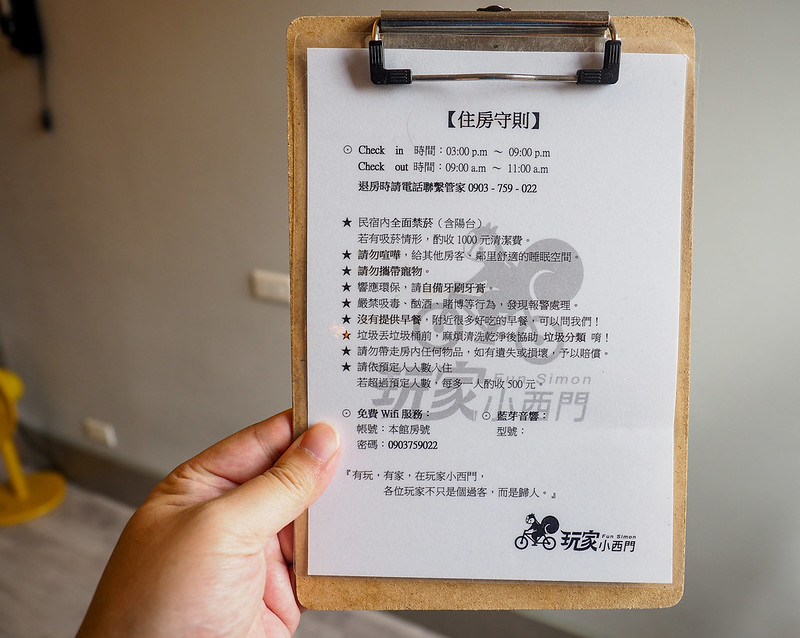 【住房守則】
⊙ Check in 時間：03:00 p.m ～ 09:00 p.m
Check out 時間：09:00 a.m ～ 11:00 a.m
退房時請電話聯繫管家 0903 - 759 - 022
★ 民宿內全面禁菸（含陽台）
若有吸菸情形，酌收 1000 元清潔費。
★ 請勿喧嘩，給其他房客、鄰里舒適的睡眠空間。
★ 請勿攜帶寵物。
★ 響應環保，請自備牙刷牙膏。
★ 嚴禁吸毒、酗酒、賭博等行為，發現報警處理。
★ 沒有提供早餐，附近很多好吃的早餐，可以問我們！
★ 垃圾丟垃圾桶前，麻煩清洗乾淨後協助 垃圾分類 唷！
★ 請勿帶走房內任何物品，如有遺失或損壞，予以賠償。
★ 請依預定人入數入住
若超過預定人數，每多一人酌收 500 元。
玩家 Fun Simon
小西門
⊙ 免費 Wifi 服務： ⊙ 藍芽音響：
帳號：本館房號 型號：
密碼：0903759022
『有玩，有家，在玩家小西門，
各位玩家不只是個過客，而是歸人。』
玩家 Fun Simon
小西門